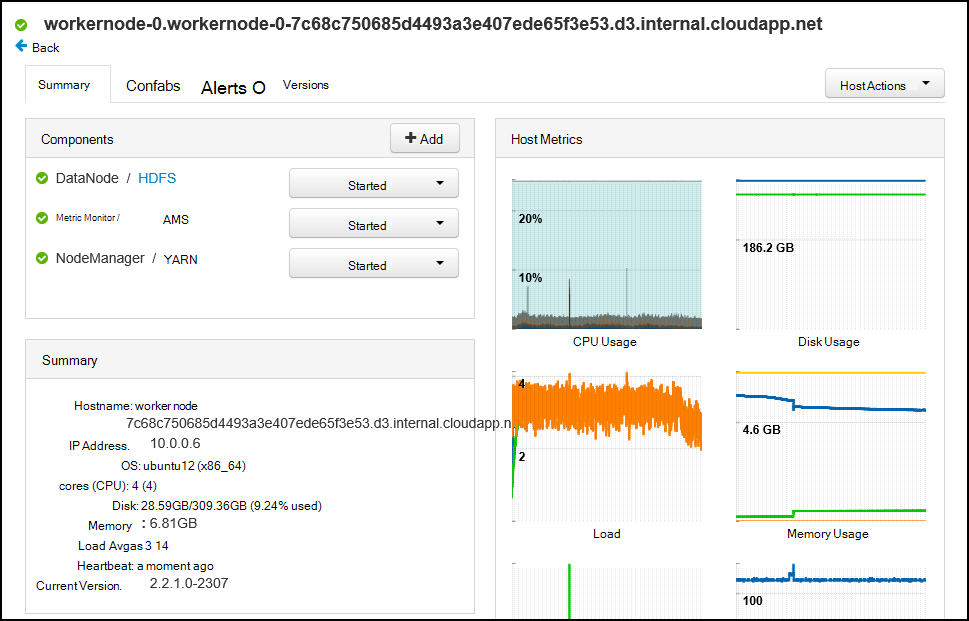 workernode-0.workernode-0-7c68c750685d4493a3e407ede65f3e53.d3.internal.cloudapp.net
Back
Summary Confabs Alerts O Versions Host Actions
Components + Add
DataNode / HDFS Started
Metric Monitor / AMS Started
NodeManager / YARN Started
Summary
Hostname: worker node
7c68c750685d4493a3e407ede65f3e53.d3.internal.cloudapp.n
IP Address. 10.0.0.6
OS: ubuntu12 (x86_64)
cores (CPU): 4 (4)
Disk: 28.59GB/309.36GB (9.24% used)
Memory : 6.81GB
Load Avgas 3 14
Heartbeat: a moment ago
Current Version. 2.2.1.0-2307
Host Metrics
20%
10%
CPU Usage
186.2 GB
Disk Usage
4
2
Load
4.6 GB
Memory Usage
100